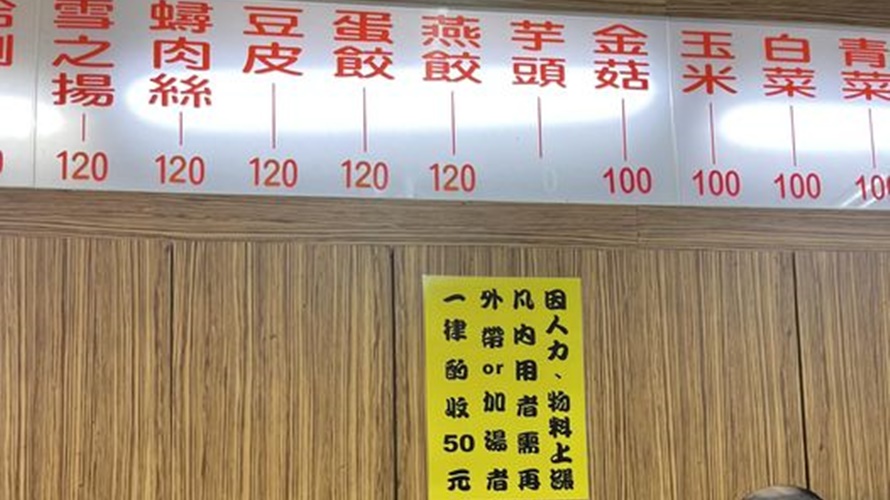 青菜
白菜 100
玉米 100
金菇 100
芋頭
燕餃 120
蛋餃 120
豆皮 120
蟳肉絲 120
雪之揚 120
因人力、物料上漲
凡內用者需再
外帶or加湯者
一律酌收50元